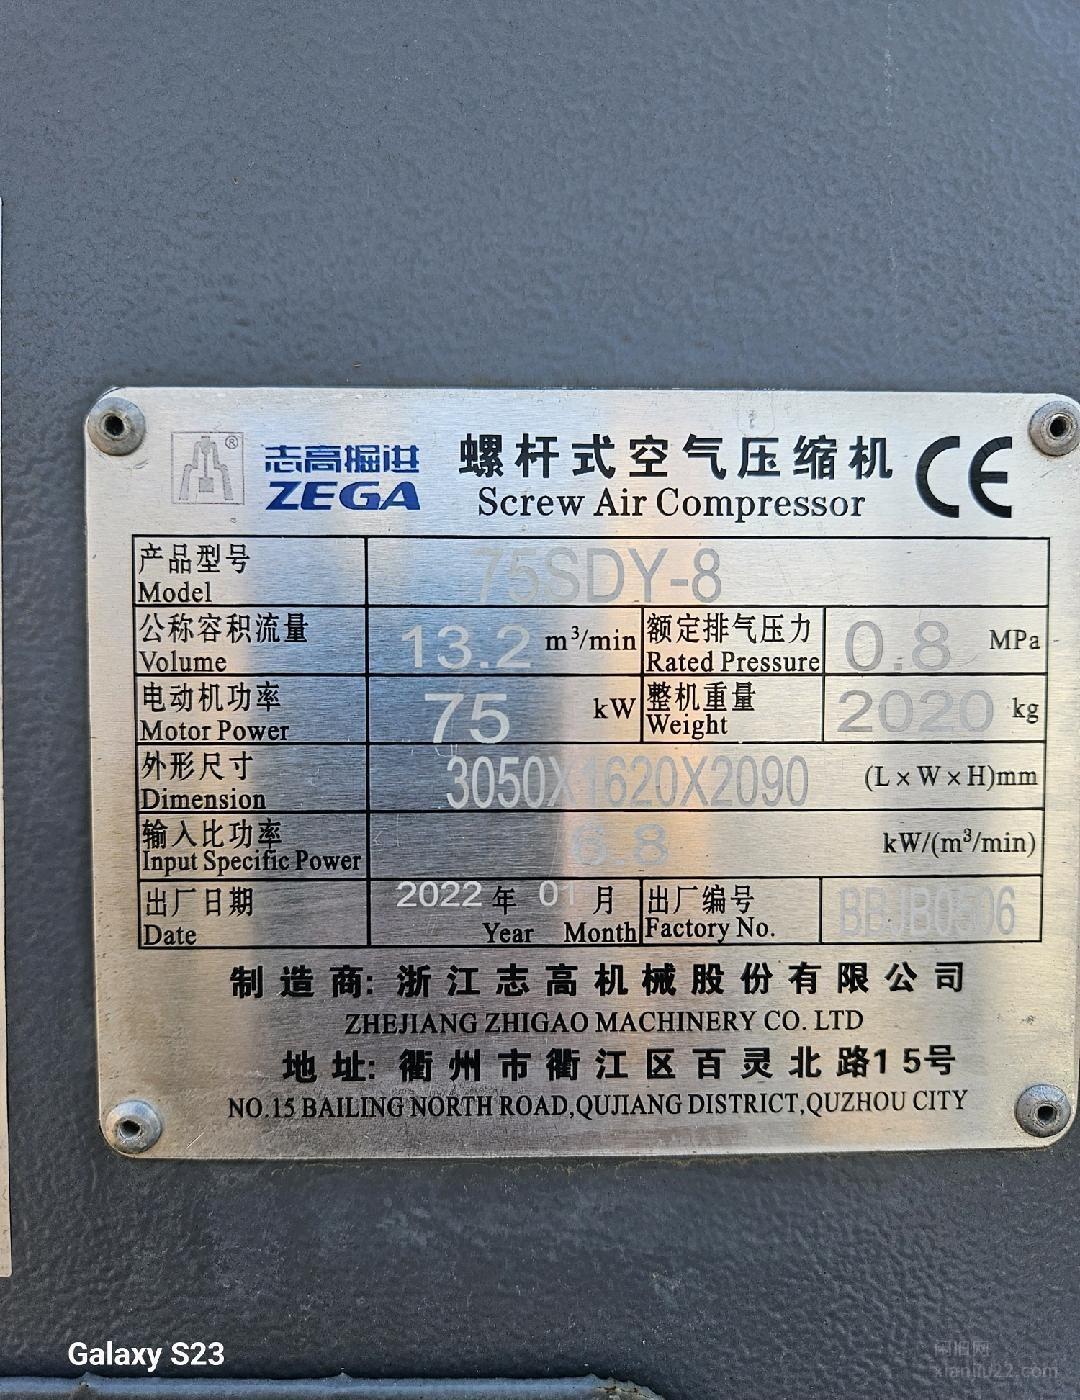 志高掘进 ®
ZEGA
螺杆式空气压缩机
Screw Air Compressor
CE
产品型号
Model
75SDY-8
公称容积流量
Volume
13.2 m³/min
额定排气压力
Rated Pressure
0.8 MPa
电动机功率
Motor Power
75 kW
整机重量
Weight
2020 kg
外形尺寸
Dimension
3050X1620X2090 (L×W×H)mm
输入比功率
Input Specific Power
6.8 kW/(m³/min)
出厂日期
Date
2022 年 01 月
Year Month
出厂编号
Factory No.
BBJB0506
制造商: 浙江志高机械股份有限公司
ZHEJIANG ZHIGAO MACHINERY CO. LTD
地址: 衢州市衢江区百灵北路15号
NO.15 BAILING NORTH ROAD,QUJIANG DISTRICT,QUZHOU CITY
Galaxy S23
xianjiu22.com